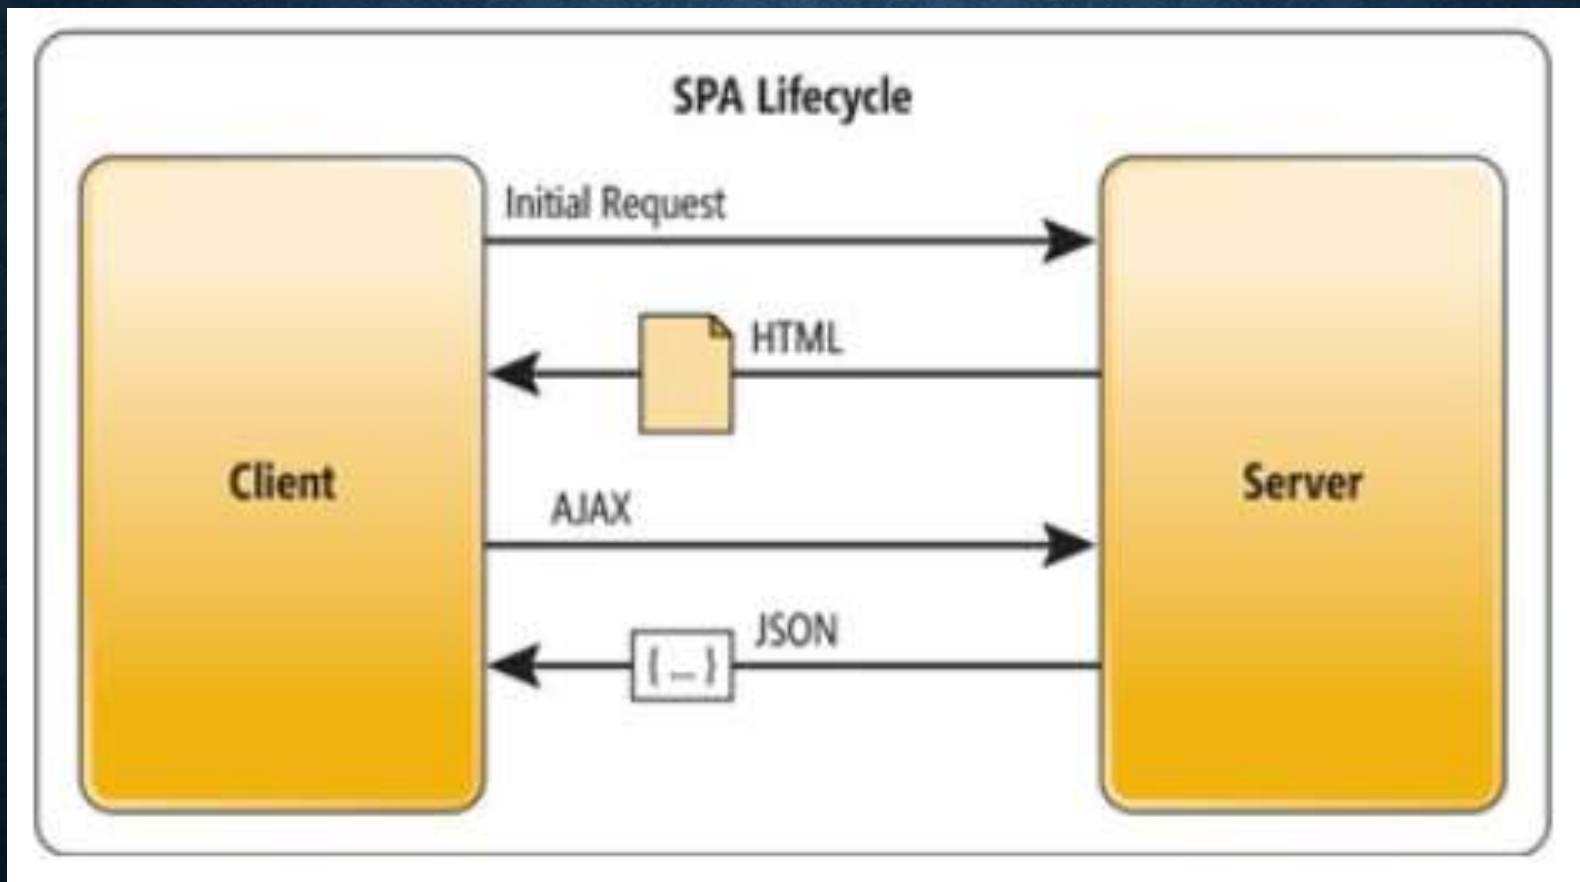 SPA Lifecycle
Initial Request
HTML
Client
Server
AJAX
JSON
{ ... }